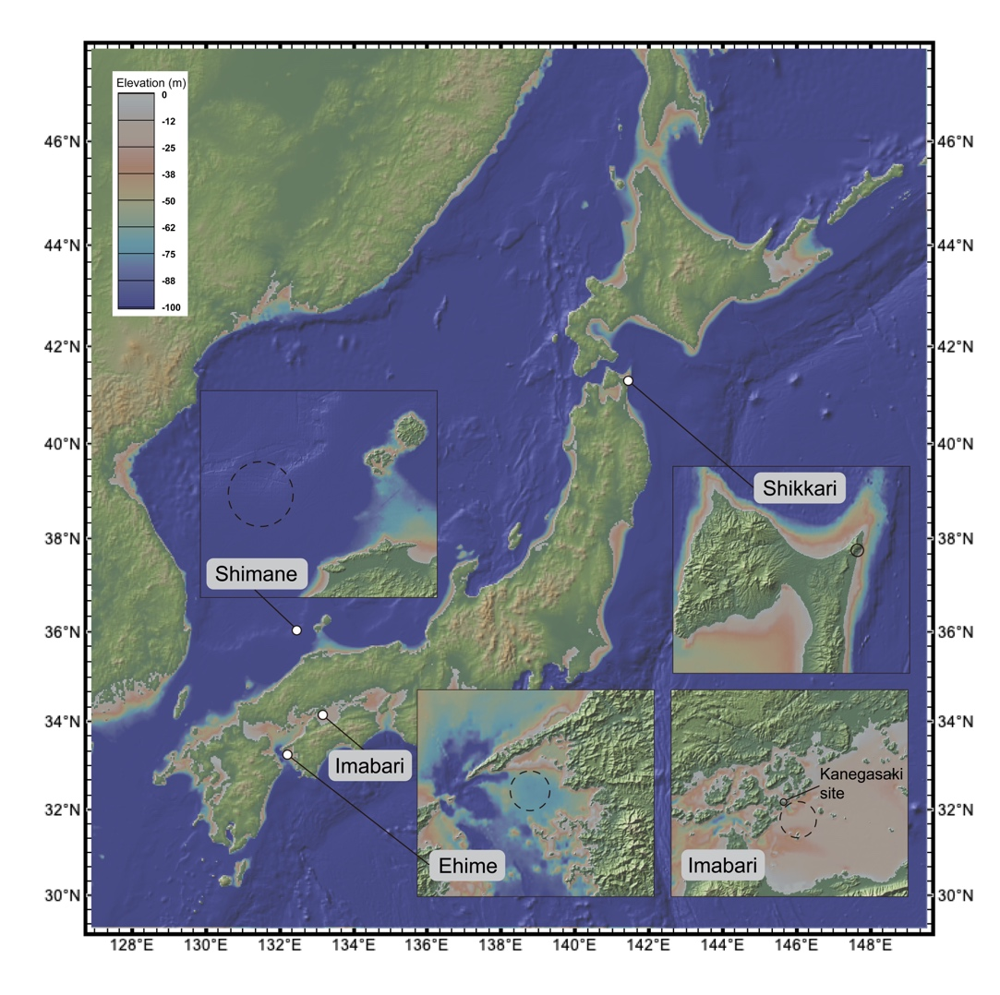 Elevation (m)
0
-12
-25
-38
-50
-62
-75
-88
-100
46°N
44°N
42°N
40°N
38°N
36°N
34°N
32°N
30°N
46°N
44°N
42°N
40°N
38°N
36°N
34°N
32°N
30°N
Shikkari
Shimane
Imabari
Kanegasaki
site
Ehime
Imabari
128°E
130°E
132°E
134°E
136°E
138°E
140°E
142°E
144°E
146°E
148°E